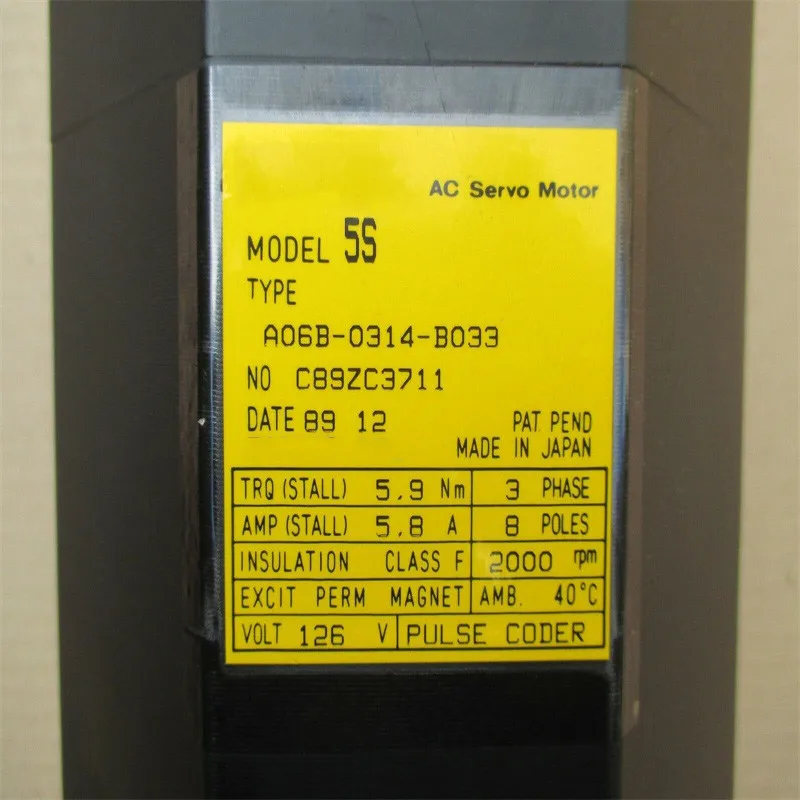 AC Servo Motor
MODEL 5S
TYPE
A06B-0314-B033
NO C89ZC3711
DATE 89 12
PAT PEND
MADE IN JAPAN
TRQ (STALL) 5.9 Nm 3 PHASE
AMP (STALL) 5.8 A 8 POLES
INSULATION CLASS F 2000 rpm
EXCIT PERM MAGNET AMB. 40°C
VOLT 126 V PULSE CODER